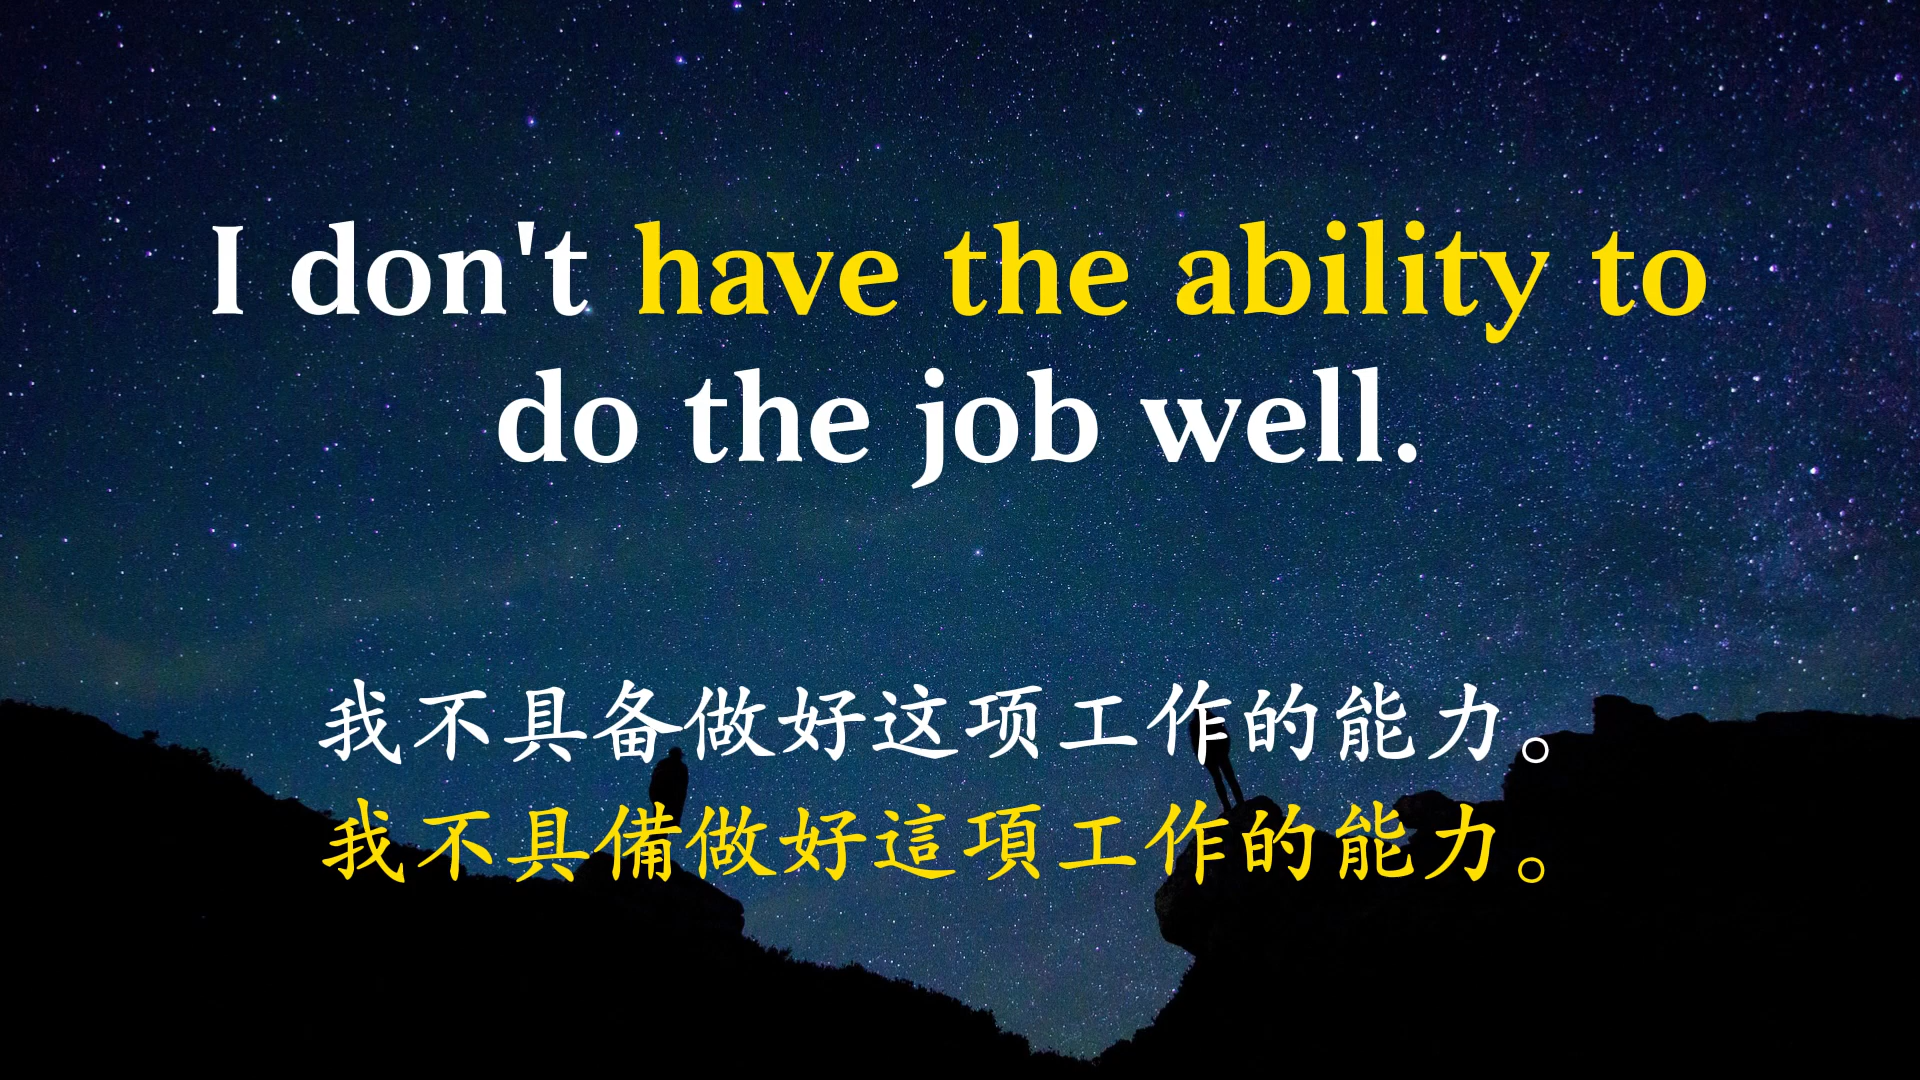 I don't have the ability to
do the job well.
我不具备做好这项工作的能力。
我不具備做好這項工作的能力。